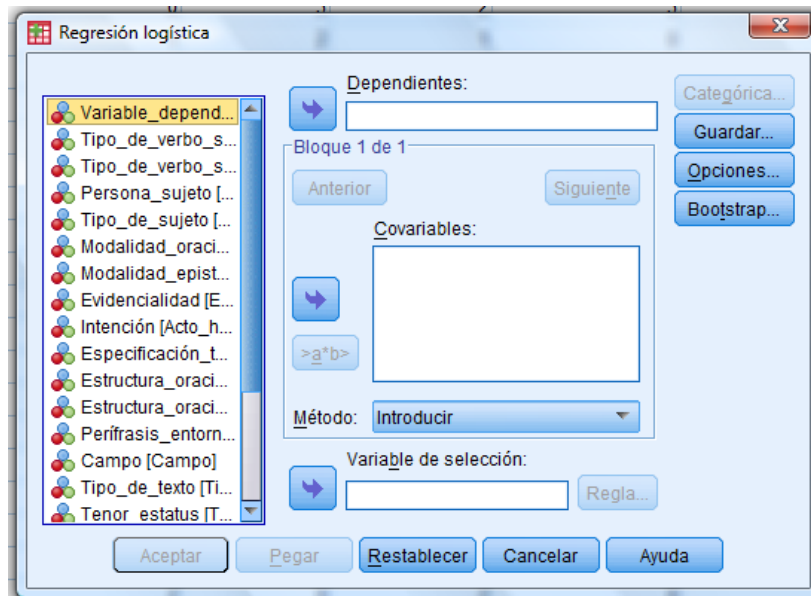 Regresión logística
Dependientes:
Categórica...
Guardar...
Opciones...
Bootstrap...
Variable_depend...
Tipo_de_verbo_s...
Tipo_de_verbo_s...
Persona_sujeto [...
Tipo_de_sujeto [...
Modalidad_oraci...
Modalidad_epist...
Evidencialidad [E...
Intención [Acto_h...
Especificación_t...
Estructura_oraci...
Estructura_oraci...
Perífrasis_entorn...
Campo [Campo]
Tipo_de_texto [Ti...
Tenor_estatus [T...
Bloque 1 de 1
Anterior
Siguiente
Covariables:
>a*b>
Método:
Introducir
Variable de selección:
Regla...
Aceptar
Pegar
Restablecer
Cancelar
Ayuda